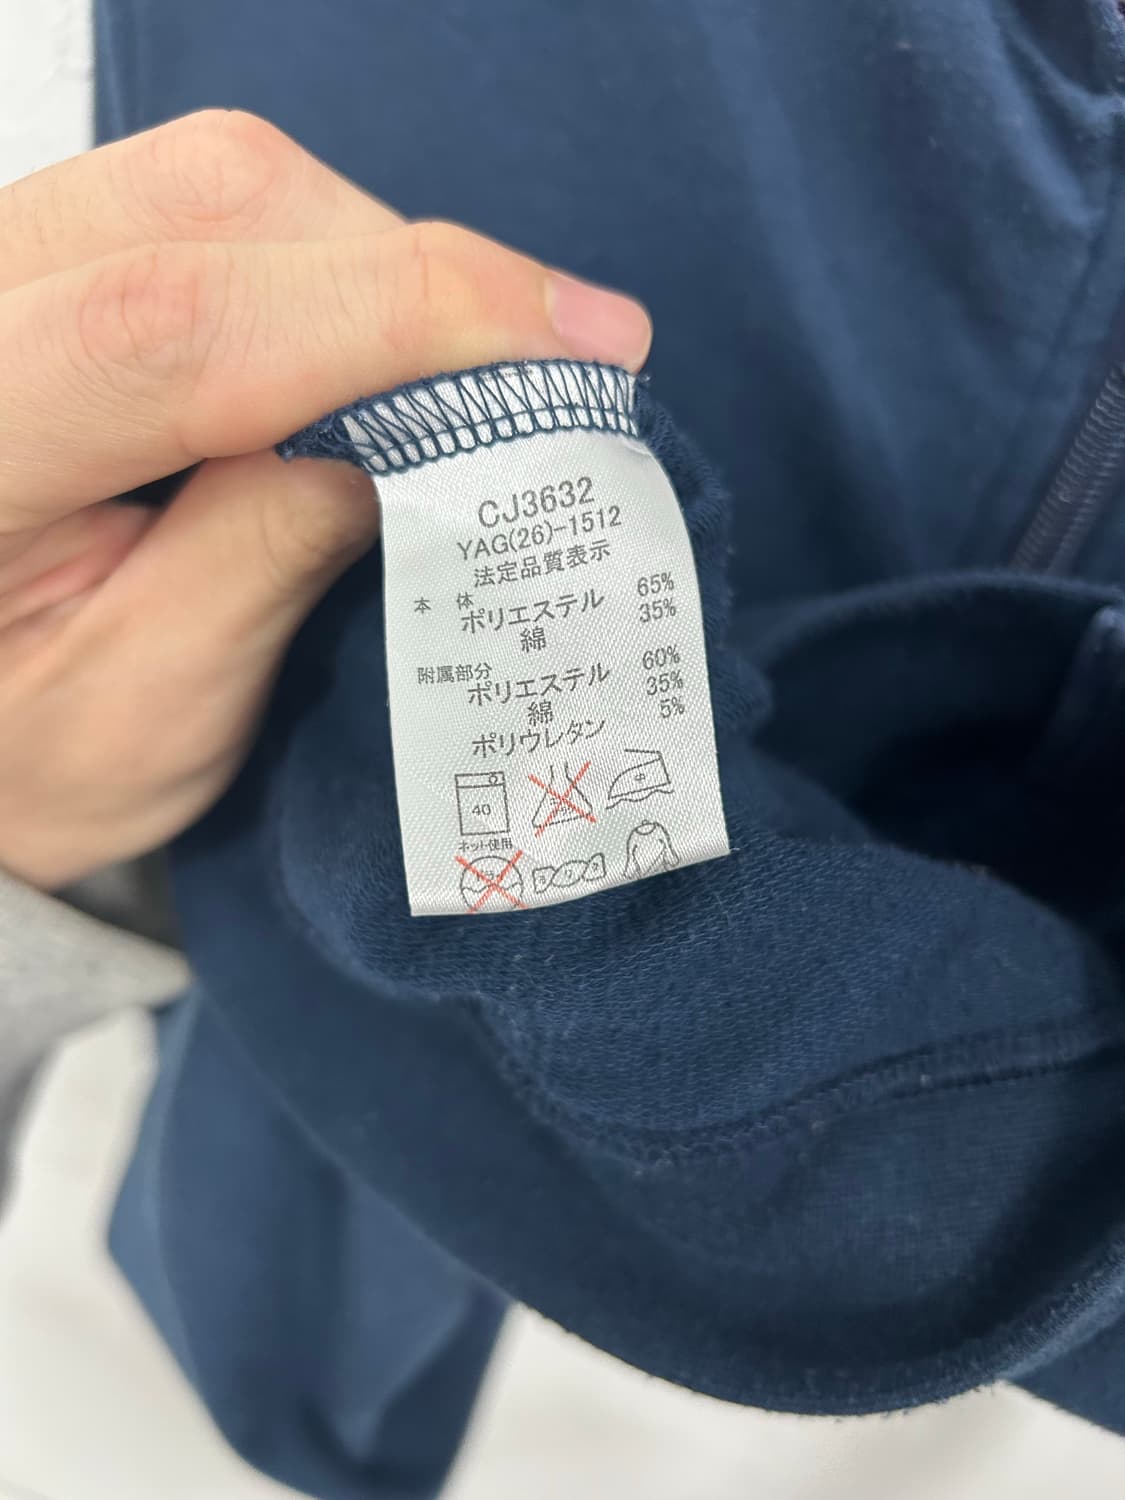 CJ3632
YAG(26)-1512
法定品質表示
本 体
ポリエステル 65%
綿 35%
附属部分
ポリエステル 60%
綿 35%
ポリウレタン 5%
40
ネット使用